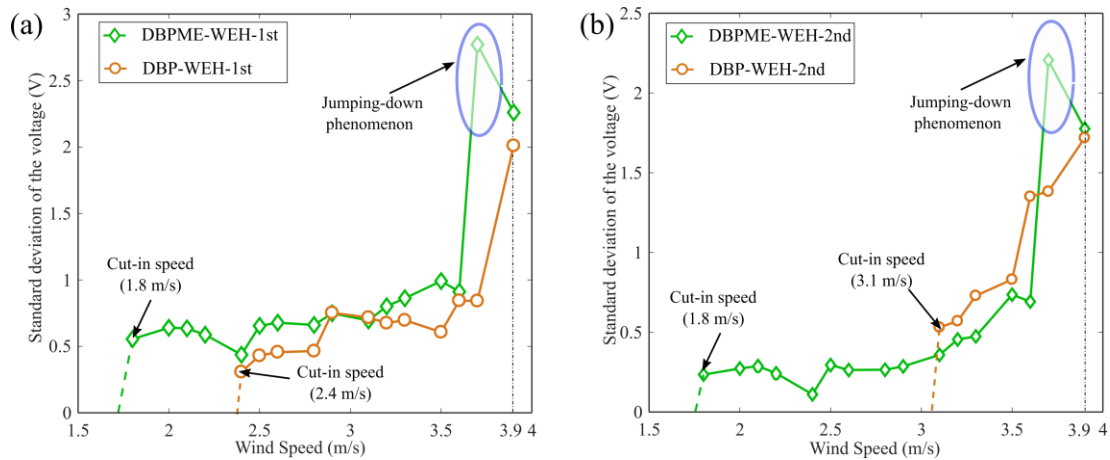 (a)
DBPME-WEH-1st
DBP-WEH-1st
Jumping-down
phenomenon
Cut-in speed
(1.8 m/s)
Cut-in speed
(2.4 m/s)
Standard deviation of the voltage (V)
3
2.5
2
1.5
1
0.5
0
1.5
2
2.5
3
3.5
3.9 4
Wind Speed (m/s)
(b)
DBPME-WEH-2nd
DBP-WEH-2nd
Jumping-down
phenomenon
Cut-in speed
(3.1 m/s)
Cut-in speed
(1.8 m/s)
Standard deviation of the voltage (V)
2.5
2
1.5
1
0.5
0
1.5
2
2.5
3
3.5
3.9 4
Wind Speed (m/s)